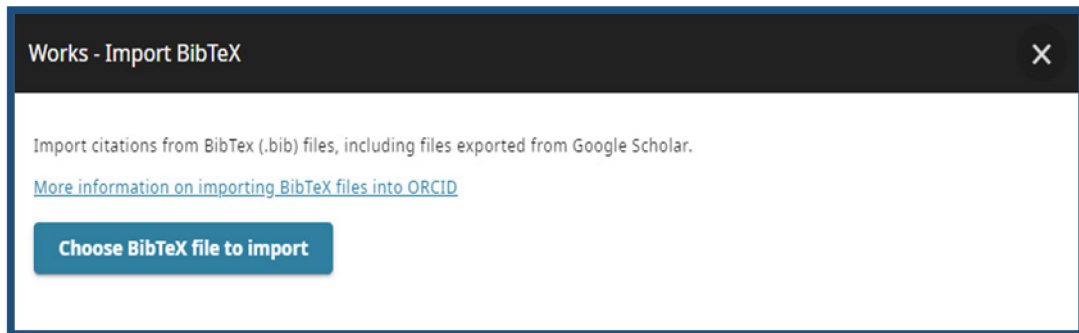 Works - Import BibTeX
Import citations from BibTex (.bib) files, including files exported from Google Scholar.
More information on importing BibTeX files into ORCID
Choose BibTeX file to import